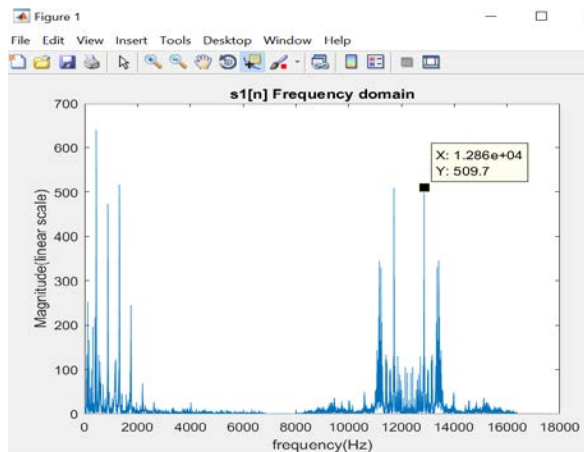 Figure 1
File Edit View Insert Tools Desktop Window Help
s1[n] Frequency domain
700
600
500
400
300
200
100
0
Magnitude(linear scale)
X: 1.286e+04
Y: 509.7
0 2000 4000 6000 8000 10000 12000 14000 16000 18000
frequency(Hz)